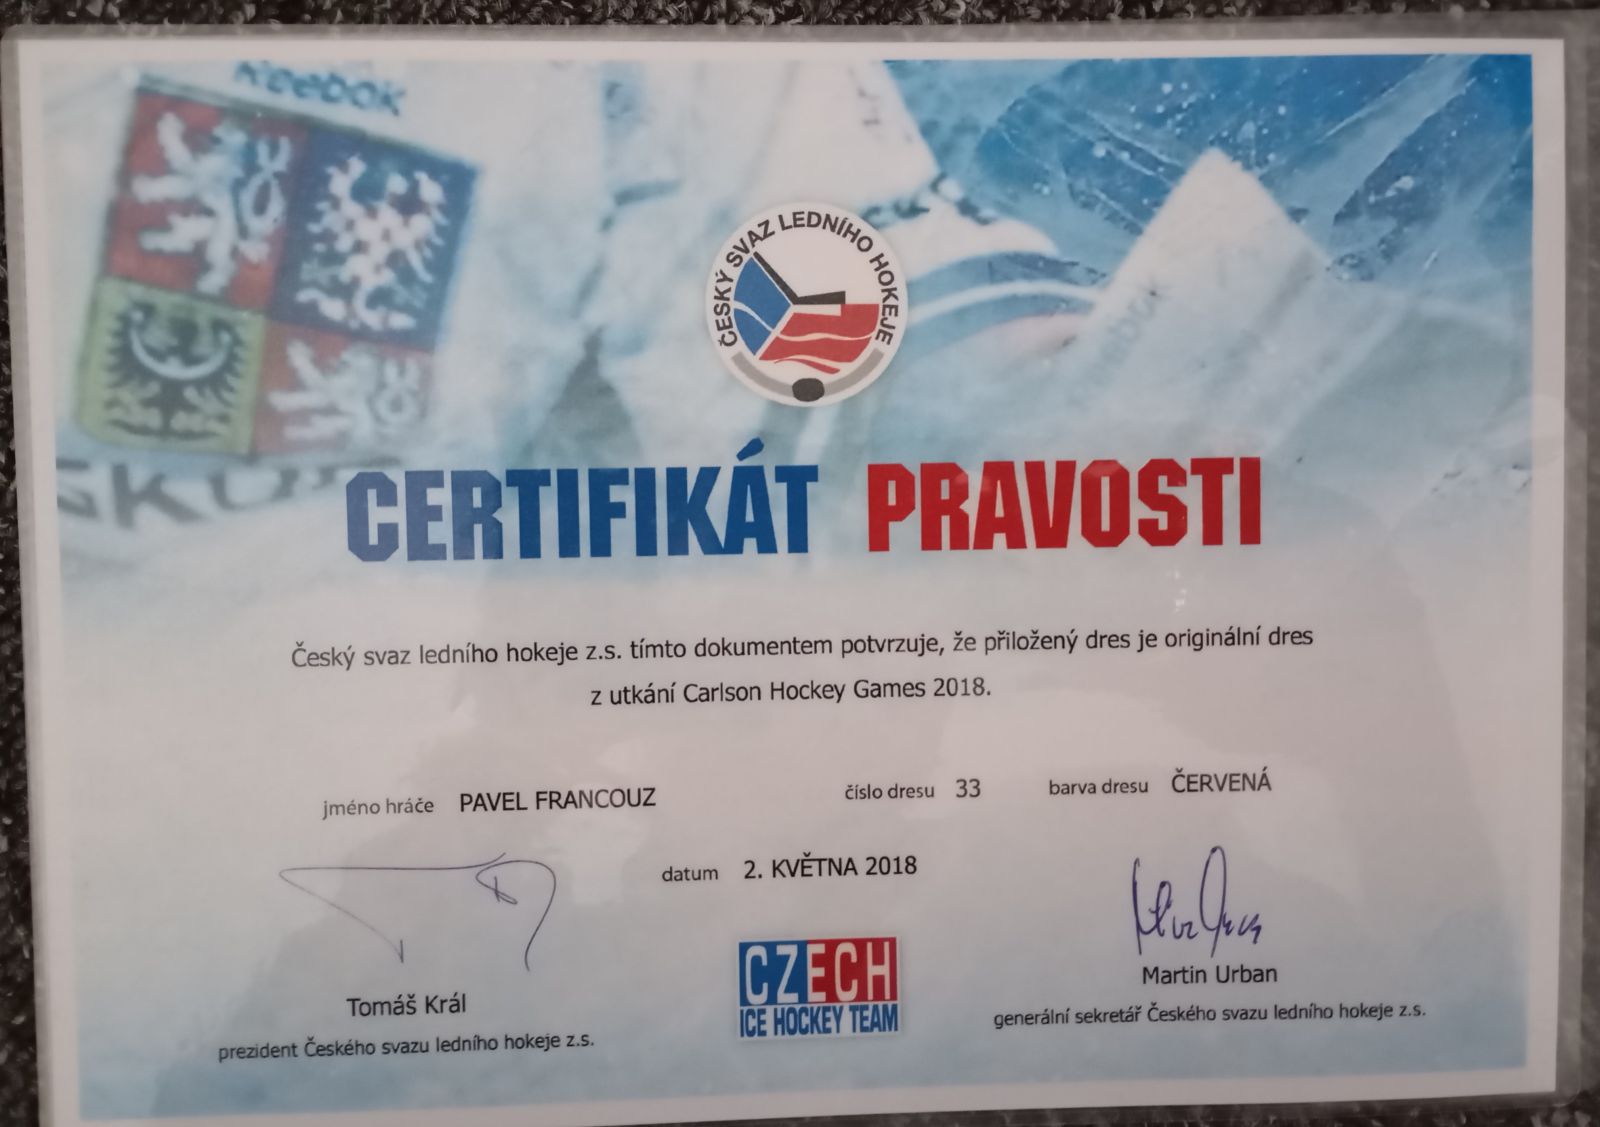 Reebok
ČESKÝ SVAZ LEDNÍHO HOKEJE
CERTIFIKÁT PRAVOSTI
Český svaz ledního hokeje z.s. tímto dokumentem potvrzuje, že přiložený dres je originální dres
z utkání Carlson Hockey Games 2018.
jméno hráče PAVEL FRANCOUZ číslo dresu 33 barva dresu ČERVENÁ
datum 2. KVĚTNA 2018
CZECH
ICE HOCKEY TEAM
Tomáš Král
prezident Českého svazu ledního hokeje z.s.
Martin Urban
generální sekretář Českého svazu ledního hokeje z.s.